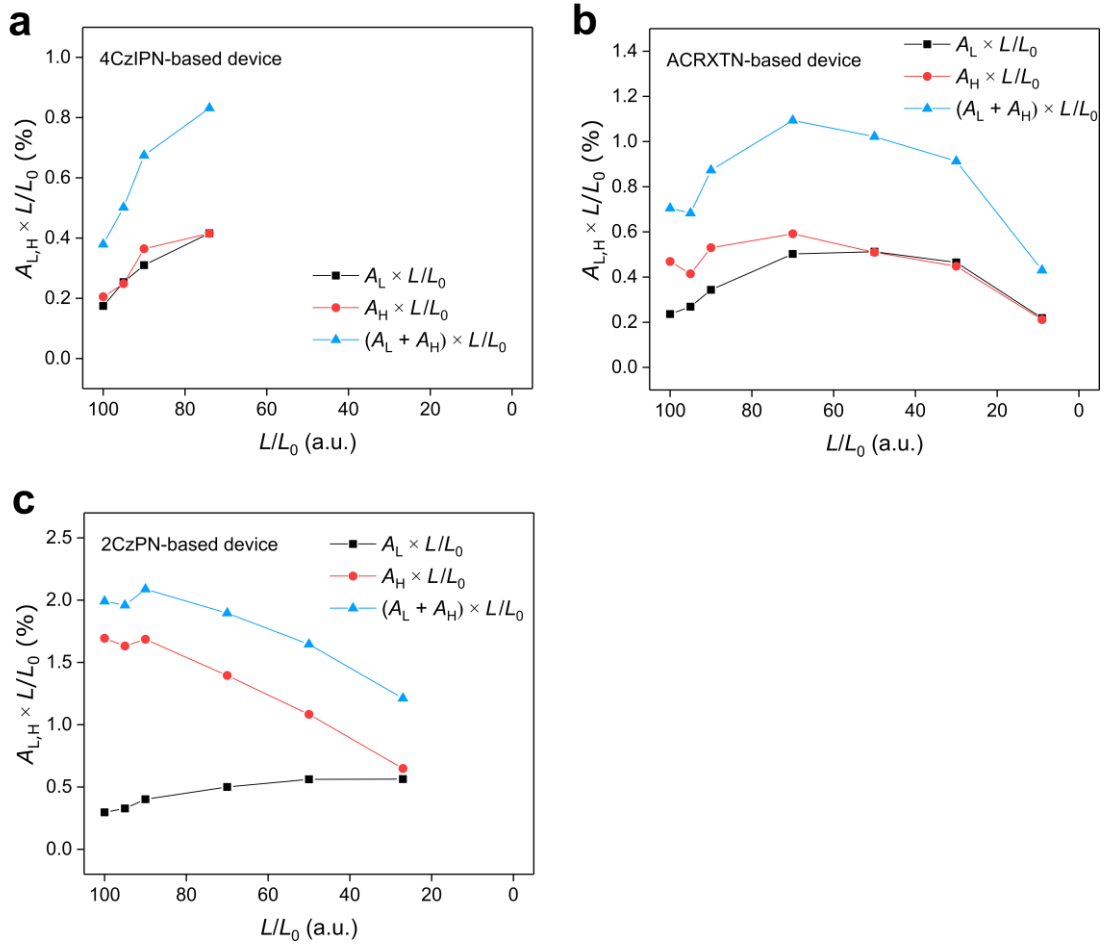 a
4CzIPN-based device
A_L × L/L_0
A_H × L/L_0
(A_L + A_H) × L/L_0
A_L,H × L/L_0 (%)
1.0
0.8
0.6
0.4
0.2
0.0
100 80 60 40 20 0
L/L_0 (a.u.)
b
ACRXTN-based device
A_L × L/L_0
A_H × L/L_0
(A_L + A_H) × L/L_0
A_L,H × L/L_0 (%)
1.4
1.2
1.0
0.8
0.6
0.4
0.2
0.0
100 80 60 40 20 0
L/L_0 (a.u.)
c
2CzPN-based device
A_L × L/L_0
A_H × L/L_0
(A_L + A_H) × L/L_0
A_L,H × L/L_0 (%)
2.5
2.0
1.5
1.0
0.5
0.0
100 80 60 40 20 0
L/L_0 (a.u.)